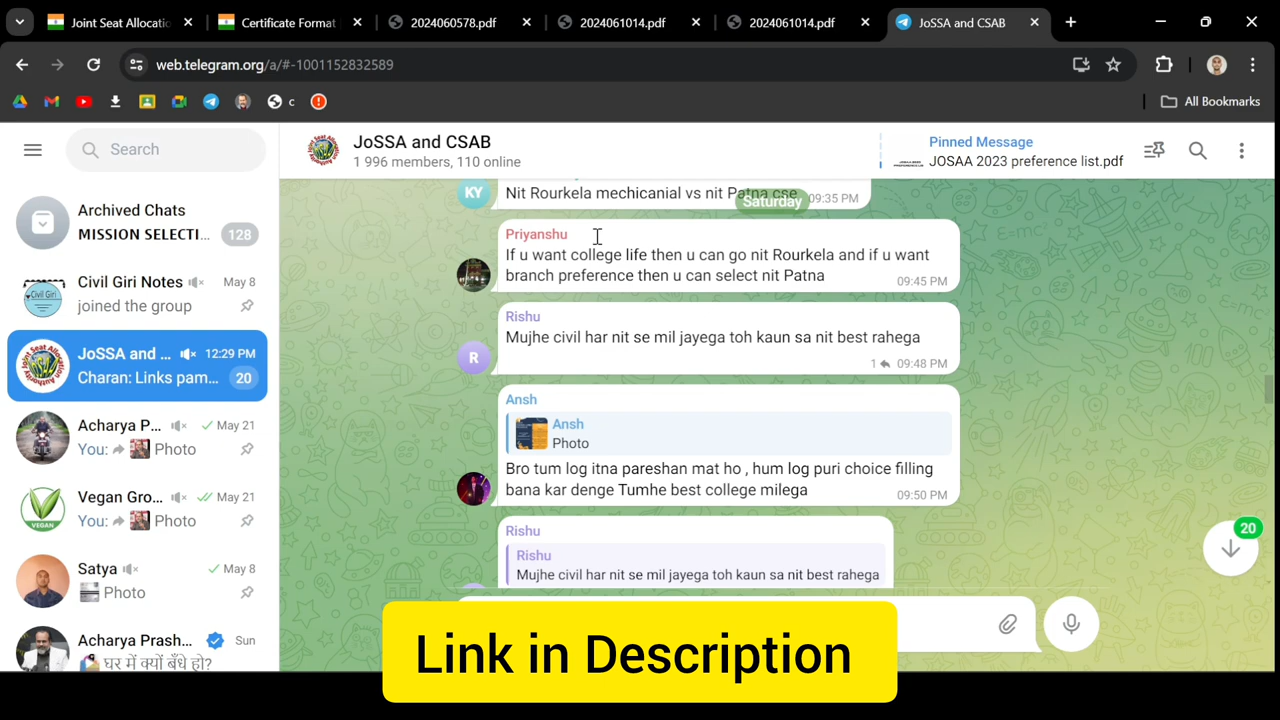 Joint Seat Allocatio
Certificate Format
2024060578.pdf
2024061014.pdf
2024061014.pdf
JoSSA and CSAB
web.telegram.org/a/#-1001152832589
c
All Bookmarks
Search
JoSSA and CSAB
1 996 members, 110 online
Pinned Message
JOSAA 2023 preference list.pdf
Archived Chats
MISSION SELECTI... 128
Civil Giri Notes May 8
joined the group
JoSSA and ... 12:29 PM
Charan: Links pam... 20
Acharya P... May 21
You: Photo
Vegan Gro... May 21
You: Photo
VEGAN
Satya May 8
Photo
Acharya Prash... Sun
घर में क्यों बँधे हो?
KY
Nit Rourkela mechicanial vs nit Patna cse 09:35 PM
Saturday
Priyanshu
If u want college life then u can go nit Rourkela and if u want
branch preference then u can select nit Patna
09:45 PM
Rishu
Mujhe civil har nit se mil jayega toh kaun sa nit best rahega
R
1 09:48 PM
Ansh
Ansh
Photo
Bro tum log itna pareshan mat ho , hum log puri choice filling
bana kar denge Tumhe best college milega
09:50 PM
Rishu
Rishu
Mujhe civil har nit se mil jayega toh kaun sa nit best rahega
20
Link in Description